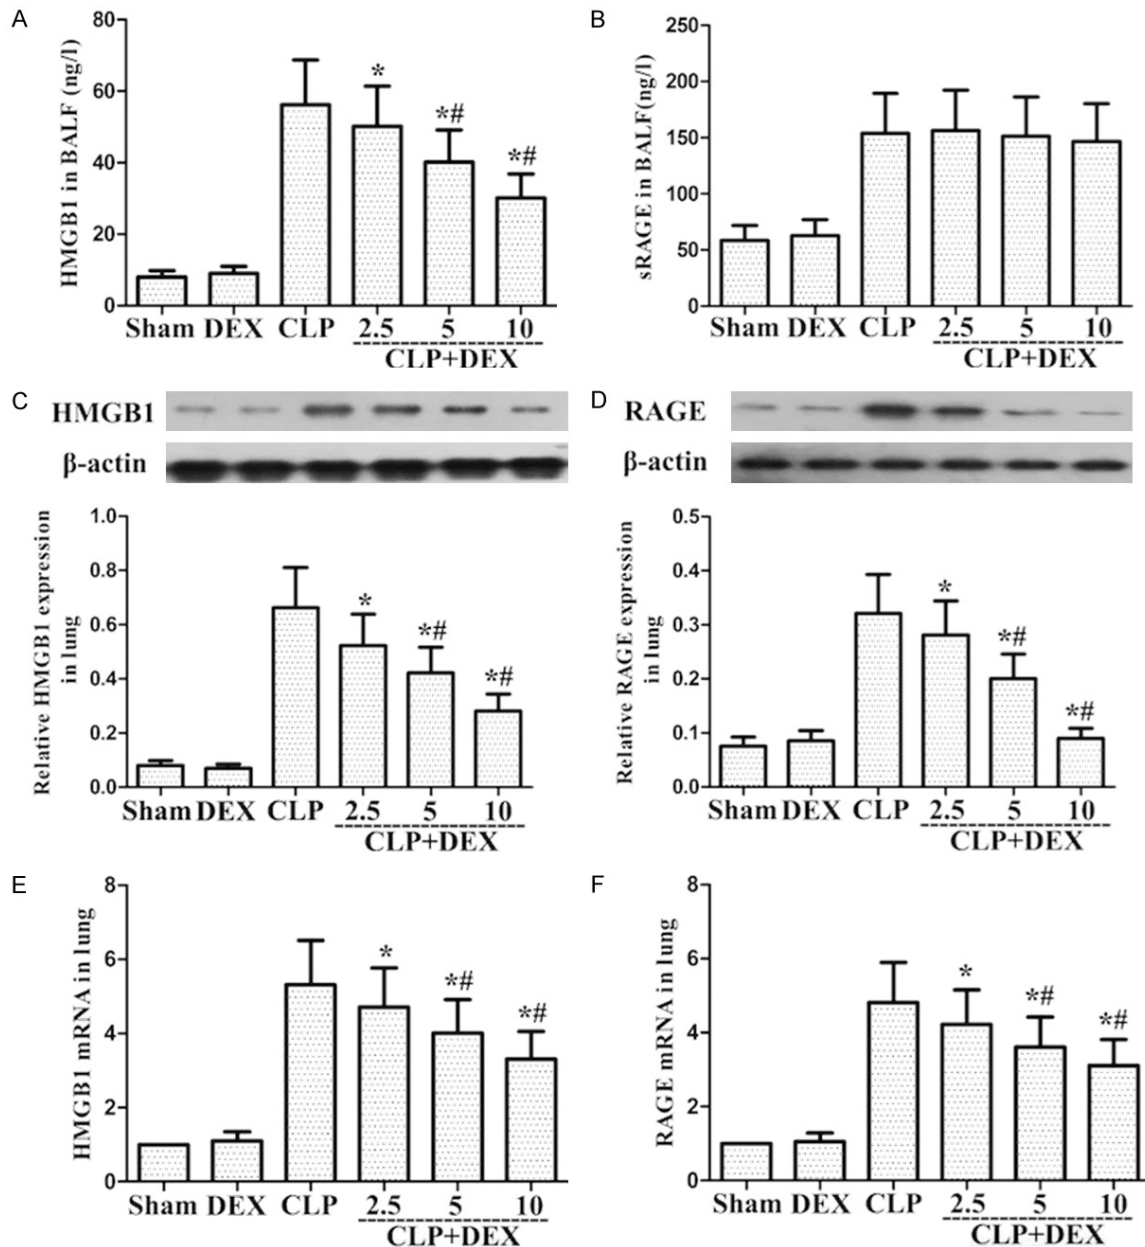 A
HMGB1 in BALF (ng/l)
80
60
40
20
0
*
*#
*#
Sham DEX CLP 2.5 5 10
CLP+DEX
B
sRAGE in BALF(ng/l)
250
200
150
100
50
0
Sham DEX CLP 2.5 5 10
CLP+DEX
C
HMGB1
β-actin
Relative HMGB1 expression
in lung
1.0
0.8
0.6
0.4
0.2
0.0
*
*#
*#
Sham DEX CLP 2.5 5 10
CLP+DEX
D
RAGE
β-actin
Relative RAGE expression
in lung
0.5
0.4
0.3
0.2
0.1
0.0
*
*#
*#
Sham DEX CLP 2.5 5 10
CLP+DEX
E
HMGB1 mRNA in lung
8
6
4
2
0
*
*#
*#
Sham DEX CLP 2.5 5 10
CLP+DEX
F
RAGE mRNA in lung
8
6
4
2
0
*
*#
*#
Sham DEX CLP 2.5 5 10
CLP+DEX